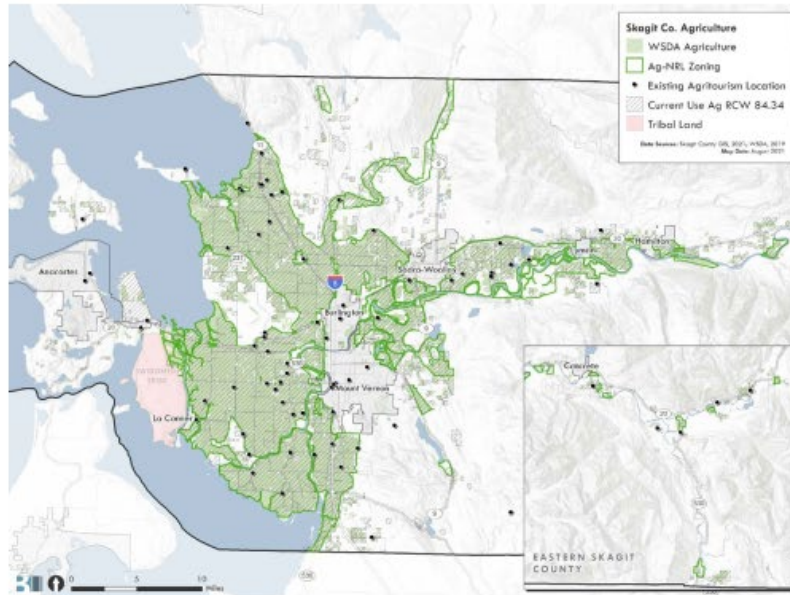 Skagit Co. Agriculture
WSDA Agriculture
Ag-NRL Zoning
Existing Agritourism Location
Current Use Ag RCW 84.34
Tribal Land
Data Sources: Skagit County GIS, 2021; WSDA, 2019
Map Date: August 2021
Hamilton
Sedro-Woolley
Anacortes
5
Burlington
Mount Vernon
La Conner
Concrete
EASTERN SKAGIT
COUNTY
0 5 10
Miles